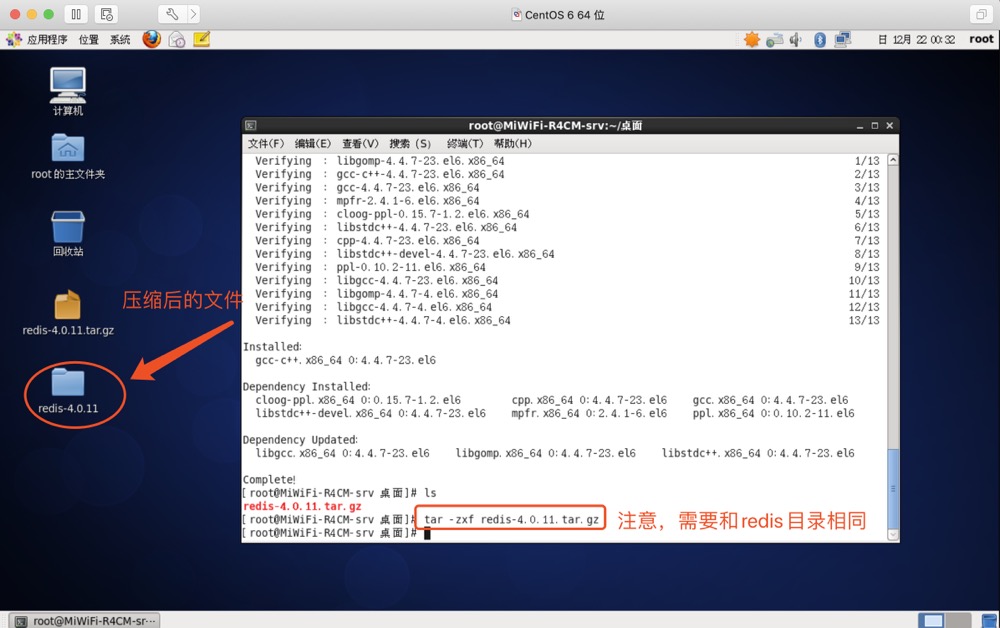 CentOS 6 64 位
应用程序 位置 系统 日 12月 22 00:32 root
计算机
root 的主文件夹
回收站
redis-4.0.11.tar.gz
redis-4.0.11
压缩后的文件
root@MiWiFi-R4CM-srv:~/桌面
文件(F) 编辑(E) 查看(V) 搜索 (S) 终端(T) 帮助(H)
Verifying : libgomp-4.4.7-23.el6.x86_64 1/13
Verifying : gcc-c++-4.4.7-23.el6.x86_64 2/13
Verifying : gcc-4.4.7-23.el6.x86_64 3/13
Verifying : mpfr-2.4.1-6.el6.x86_64 4/13
Verifying : cloog-ppl-0.15.7-1.2.el6.x86_64 5/13
Verifying : libstdc++-4.4.7-23.el6.x86_64 6/13
Verifying : cpp-4.4.7-23.el6.x86_64 7/13
Verifying : libstdc++-devel-4.4.7-23.el6.x86_64 8/13
Verifying : ppl-0.10.2-11.el6.x86_64 9/13
Verifying : libgcc-4.4.7-23.el6.x86_64 10/13
Verifying : libgomp-4.4.7-4.el6.x86_64 11/13
Verifying : libgcc-4.4.7-4.el6.x86_64 12/13
Verifying : libstdc++-4.4.7-4.el6.x86_64 13/13
Installed:
gcc-c++.x86_64 0:4.4.7-23.el6
Dependency Installed:
cloog-ppl.x86_64 0:0.15.7-1.2.el6 cpp.x86_64 0:4.4.7-23.el6 gcc.x86_64 0:4.4.7-23.el6
libstdc++-devel.x86_64 0:4.4.7-23.el6 mpfr.x86_64 0:2.4.1-6.el6 ppl.x86_64 0:0.10.2-11.el6
Dependency Updated:
libgcc.x86_64 0:4.4.7-23.el6 libgomp.x86_64 0:4.4.7-23.el6 libstdc++.x86_64 0:4.4.7-23.el6
Complete!
[root@MiWiFi-R4CM-srv 桌面]# ls
redis-4.0.11.tar.gz
[root@MiWiFi-R4CM-srv 桌面]# tar -zxf redis-4.0.11.tar.gz
注意，需要和redis目录相同
[root@MiWiFi-R4CM-srv 桌面]#
root@MiWiFi-R4CM-sr···